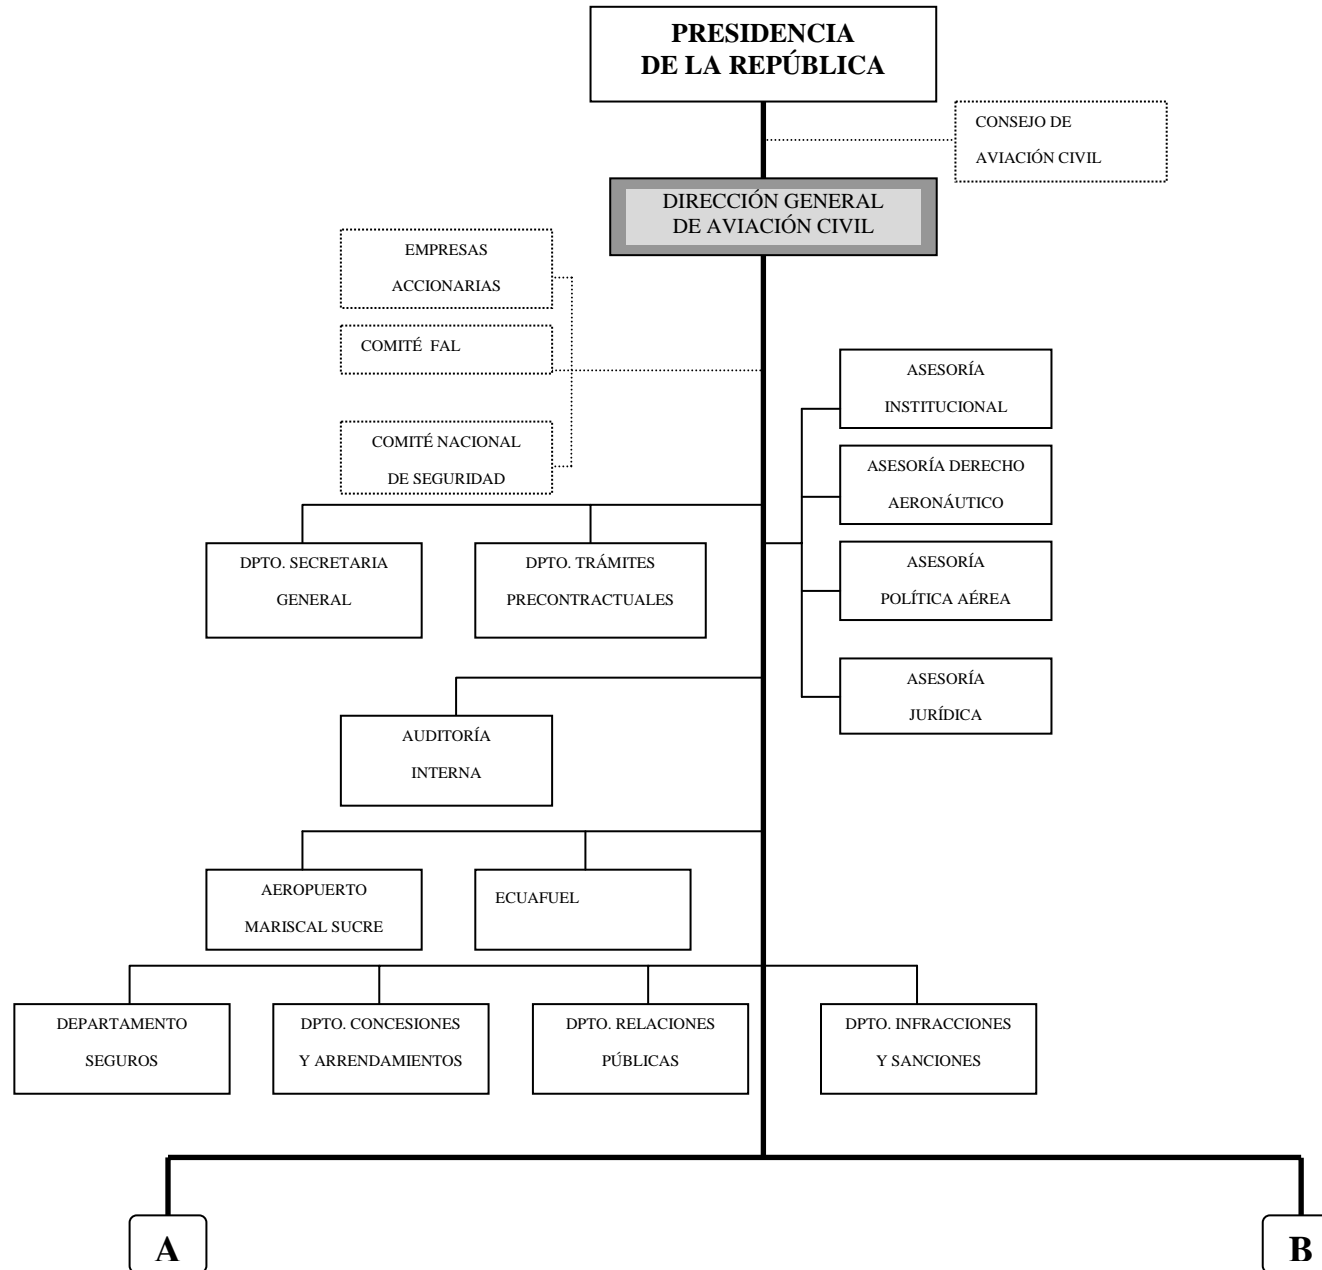 PRESIDENCIA
DE LA REPÚBLICA
CONSEJO DE
AVIACIÓN CIVIL
DIRECCIÓN GENERAL
DE AVIACIÓN CIVIL
EMPRESAS
ACCIONARIAS
COMITÉ FAL
COMITÉ NACIONAL
DE SEGURIDAD
ASESORÍA
INSTITUCIONAL
ASESORÍA DERECHO
AERONÁUTICO
ASESORÍA
POLÍTICA AÉREA
ASESORÍA
JURÍDICA
DPTO. SECRETARIA
GENERAL
DPTO. TRÁMITES
PRECONTRACTUALES
AUDITORÍA
INTERNA
AEROPUERTO
MARISCAL SUCRE
ECUAFUEL
DEPARTAMENTO
SEGUROS
DPTO. CONCESIONES
Y ARRENDAMIENTOS
DPTO. RELACIONES
PÚBLICAS
DPTO. INFRACCIONES
Y SANCIONES
A
B